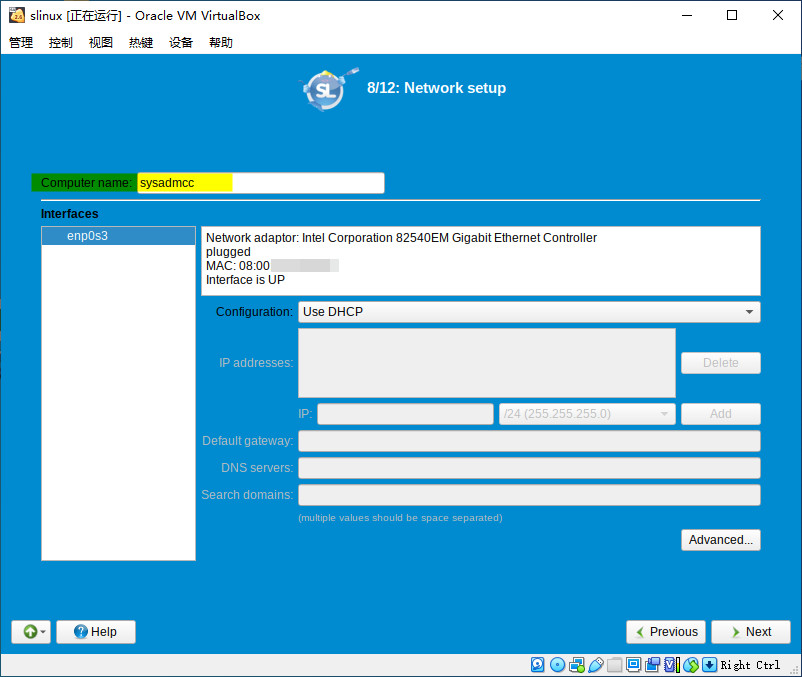 slinux [正在运行] - Oracle VM VirtualBox
管理 控制 视图 热键 设备 帮助
SL
8/12: Network setup
Computer name: sysadmcc
Interfaces
enp0s3
Network adaptor: Intel Corporation 82540EM Gigabit Ethernet Controller
plugged
MAC: 08:00
Interface is UP
Configuration: Use DHCP
IP addresses: Delete
IP: /24 (255.255.255.0) Add
Default gateway:
DNS servers:
Search domains:
(multiple values should be space separated)
Advanced...
Help Previous Next
Right Ctrl